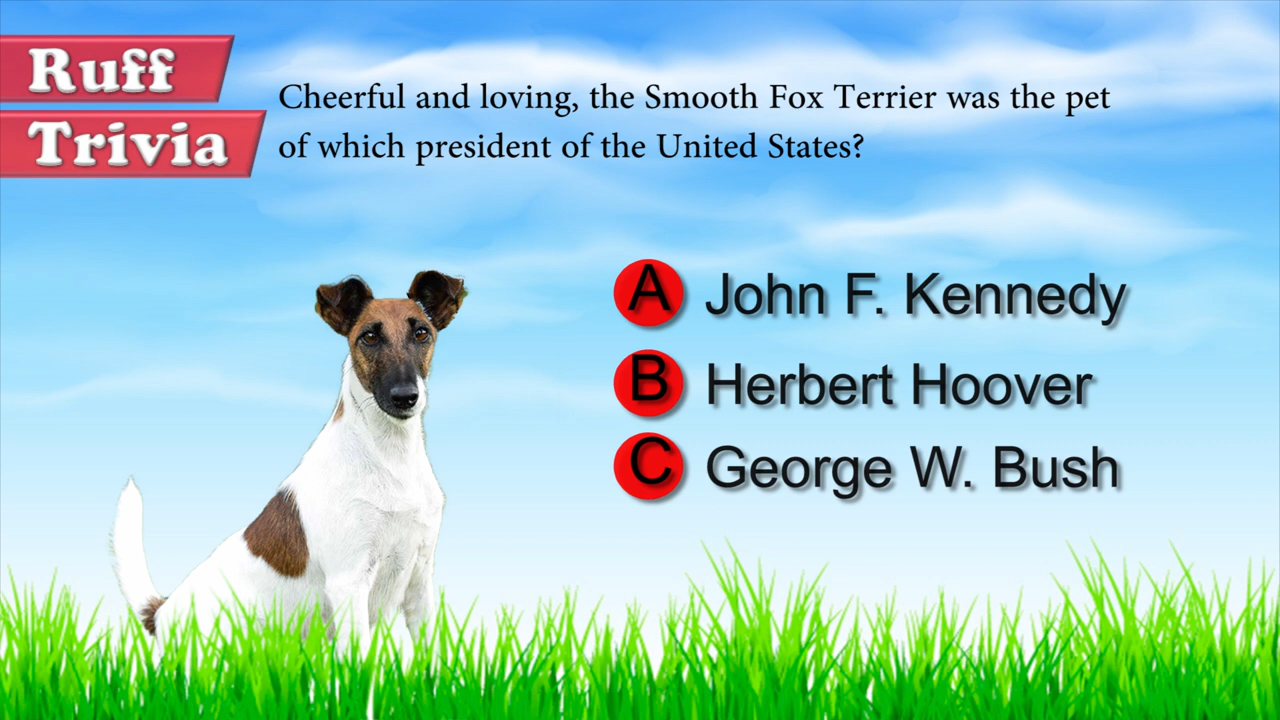 Ruff
Trivia
Cheerful and loving, the Smooth Fox Terrier was the pet
of which president of the United States?
A John F. Kennedy
B Herbert Hoover
C George W. Bush